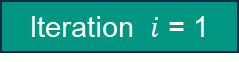 Iteration i = 1